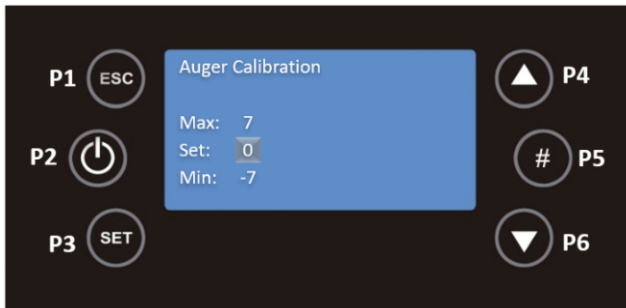 P1 ESC
P2
P3 SET
Auger Calibration
Max: 7
Set: 0
Min: -7
P4
# P5
P6